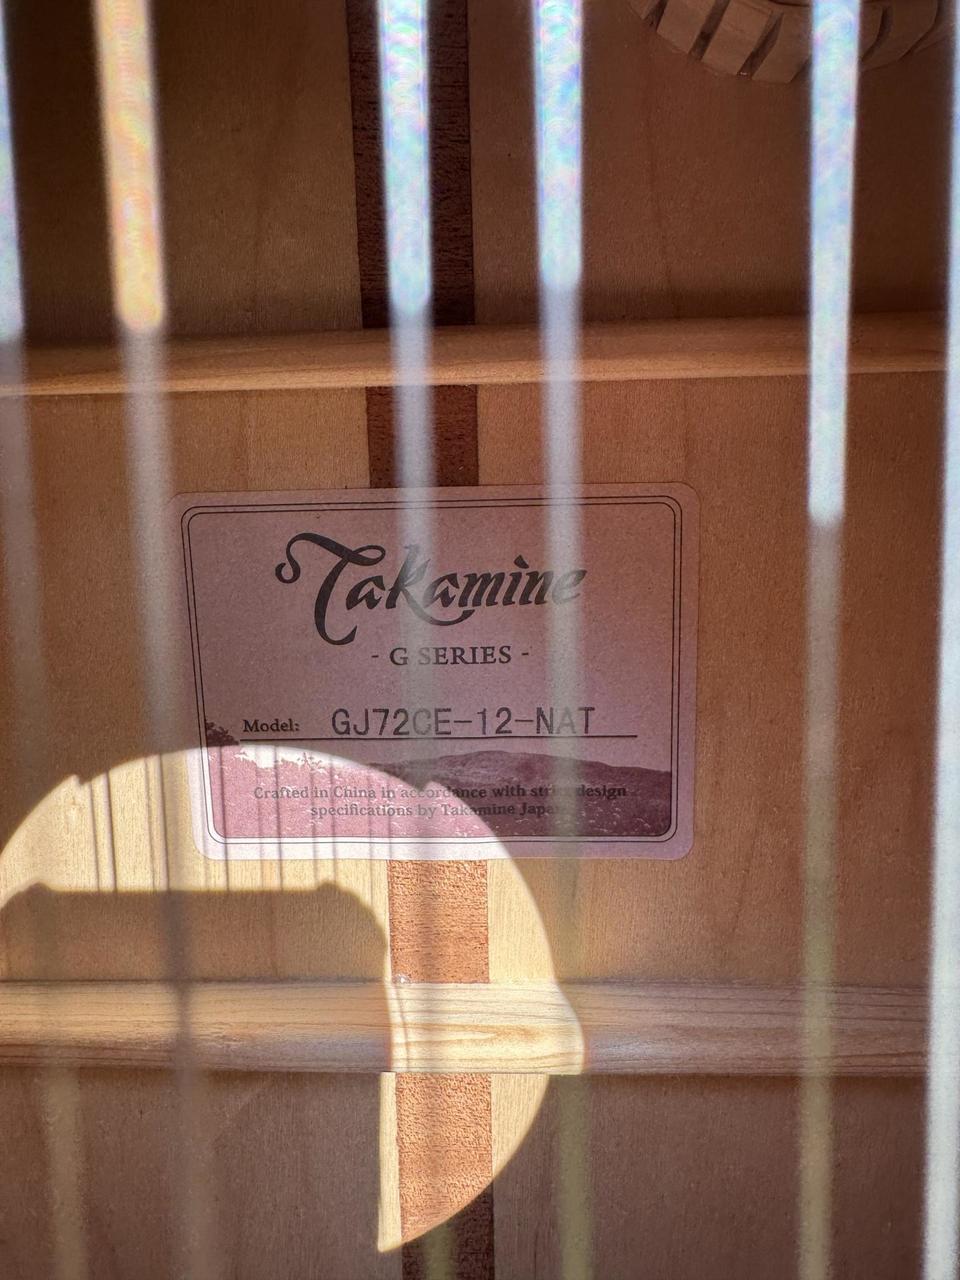 Takamine
- G SERIES -
Model: GJ72CE-12-NAT
Crafted in China in accordance with strict design
specifications by Takamine Japan